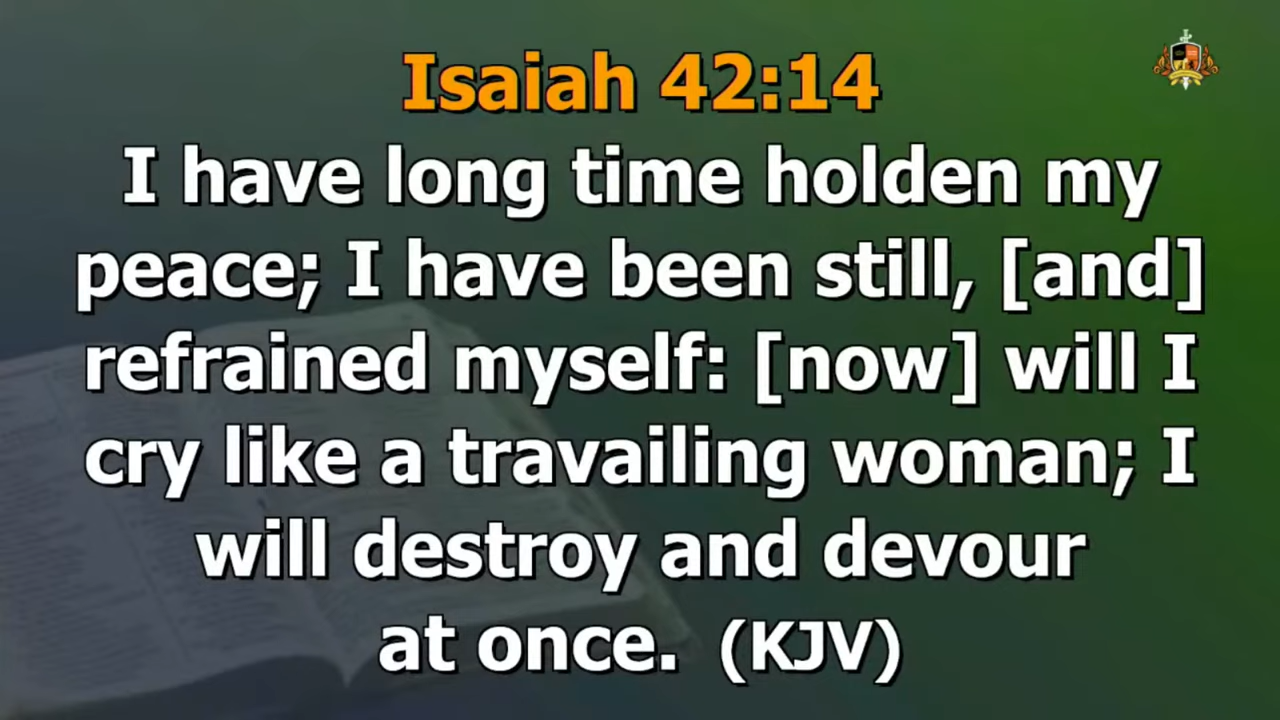 Isaiah 42:14
I have long time holden my
peace; I have been still, [and]
refrained myself: [now] will I
cry like a travailing woman; I
will destroy and devour
at once. (KJV)